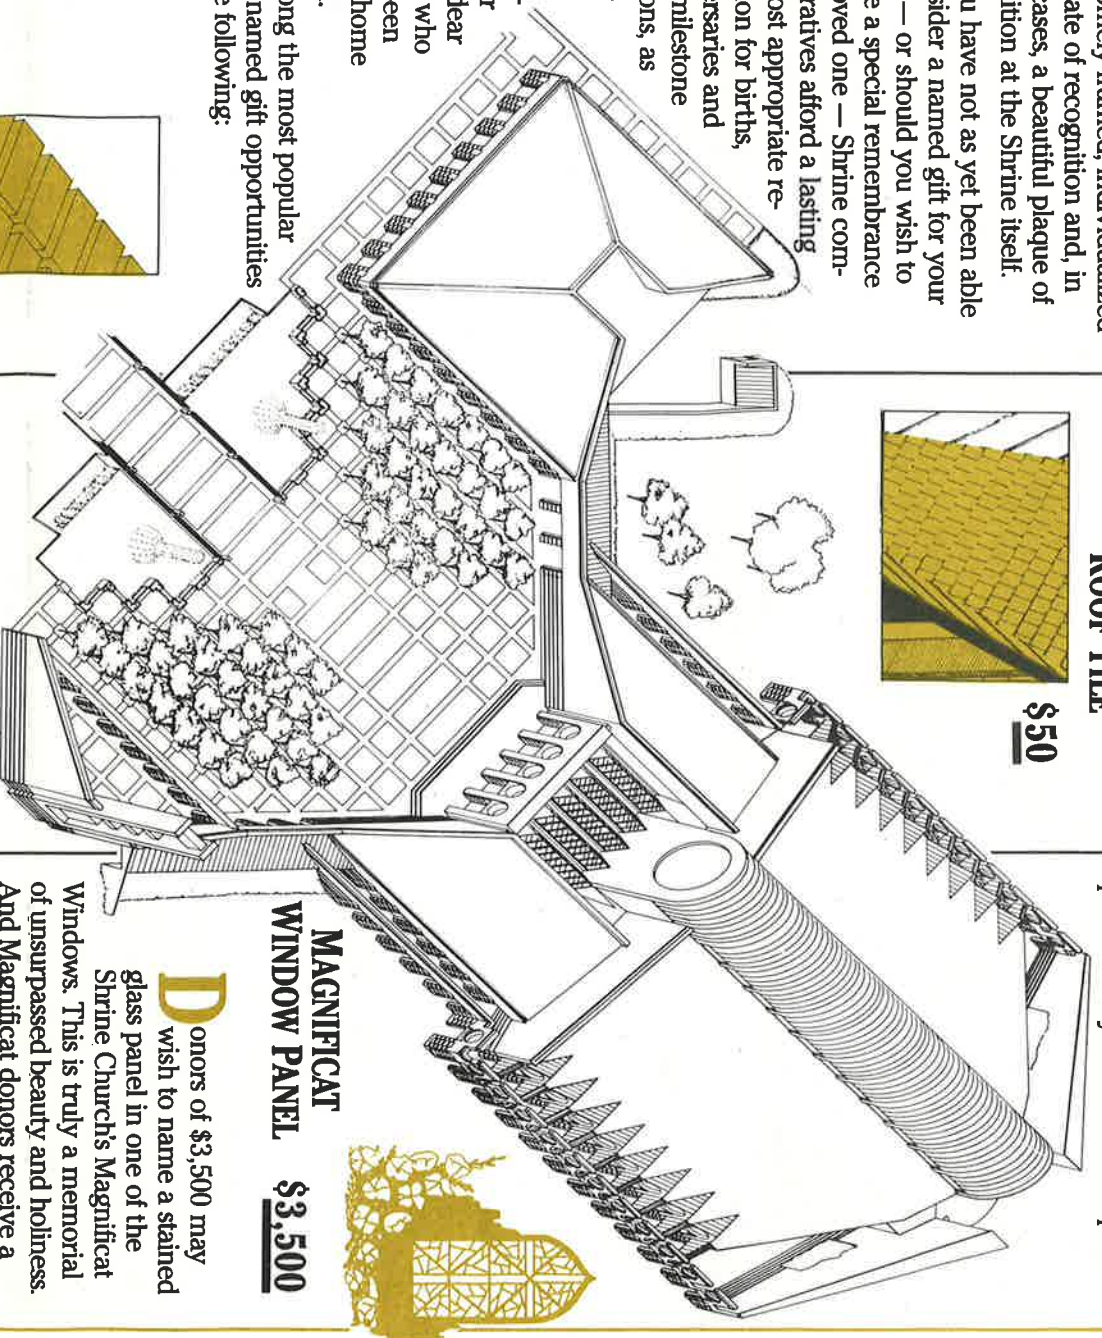 individualized
ate of recognition and, in
cases, a beautiful plaque of
ition at the Shrine itself.
u have not as yet been able
sider a named gift for your
— or should you wish to
e a special remembrance
oved one — Shrine com-
ratives afford a lasting
ost appropriate re-
on for births,
ersaries and
milestone
ons, as
dear
who
een
home
ong the most popular
named gift opportunities
e following:
ROOF TILE
$50
MAGNIFICAT
WINDOW PANEL $3,500
Donors of $3,500 may
wish to name a stained
glass panel in one of the
Shrine Church's Magnificat
Windows. This is truly a memorial
of unsurpassed beauty and holiness.
And Magnificat donors receive a